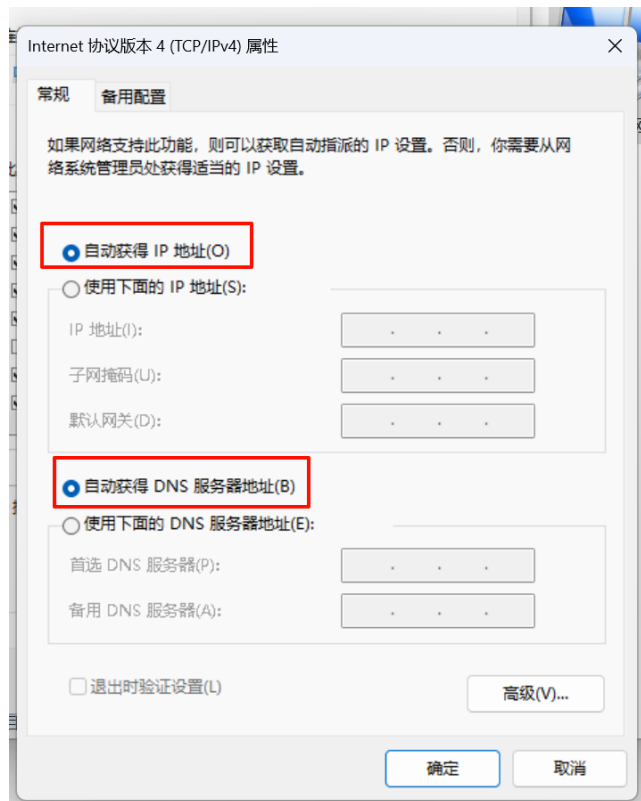 Internet 协议版本 4 (TCP/IPv4) 属性
常规
备用配置
如果网络支持此功能，则可以获取自动指派的 IP 设置。否则，你需要从网
络系统管理员处获得适当的 IP 设置。
自动获得 IP 地址(O)
使用下面的 IP 地址(S):
IP 地址(I):
子网掩码(U):
默认网关(D):
自动获得 DNS 服务器地址(B)
使用下面的 DNS 服务器地址(E):
首选 DNS 服务器(P):
备用 DNS 服务器(A):
退出时验证设置(L)
高级(V)...
确定
取消